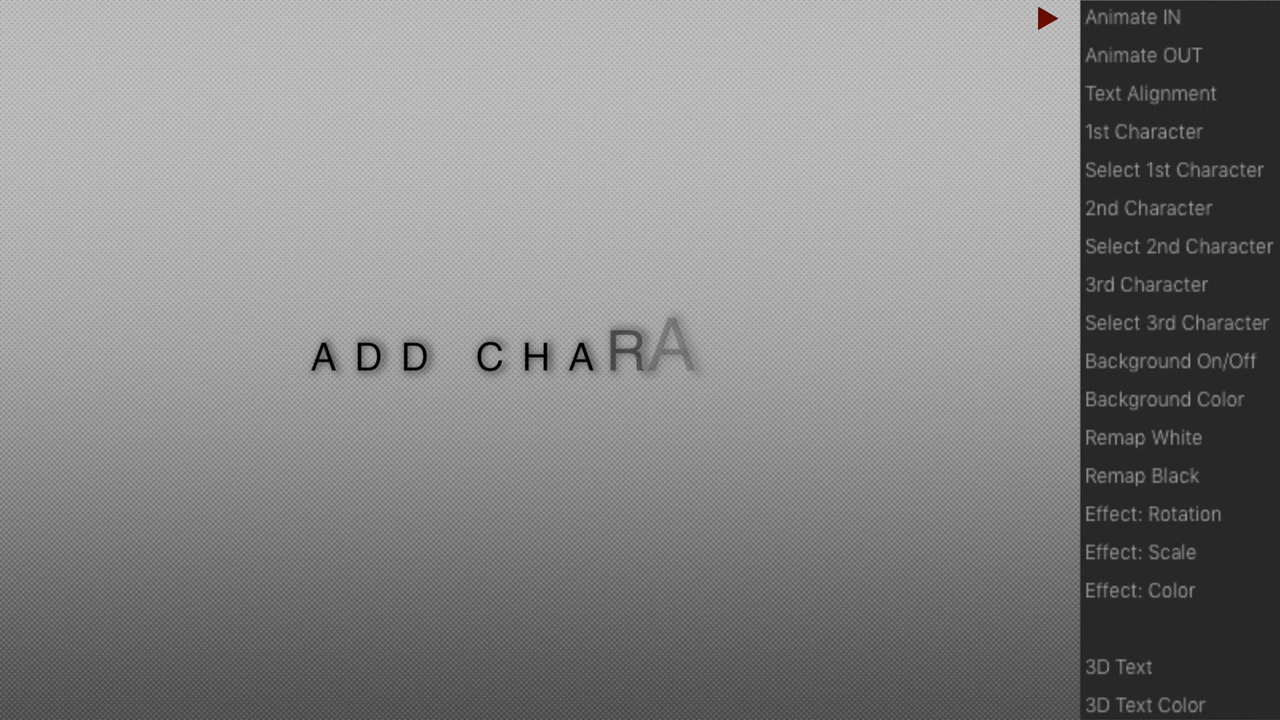 ADD CHARA
Animate IN
Animate OUT
Text Alignment
1st Character
Select 1st Character
2nd Character
Select 2nd Character
3rd Character
Select 3rd Character
Background On/Off
Background Color
Remap White
Remap Black
Effect: Rotation
Effect: Scale
Effect: Color
3D Text
3D Text Color